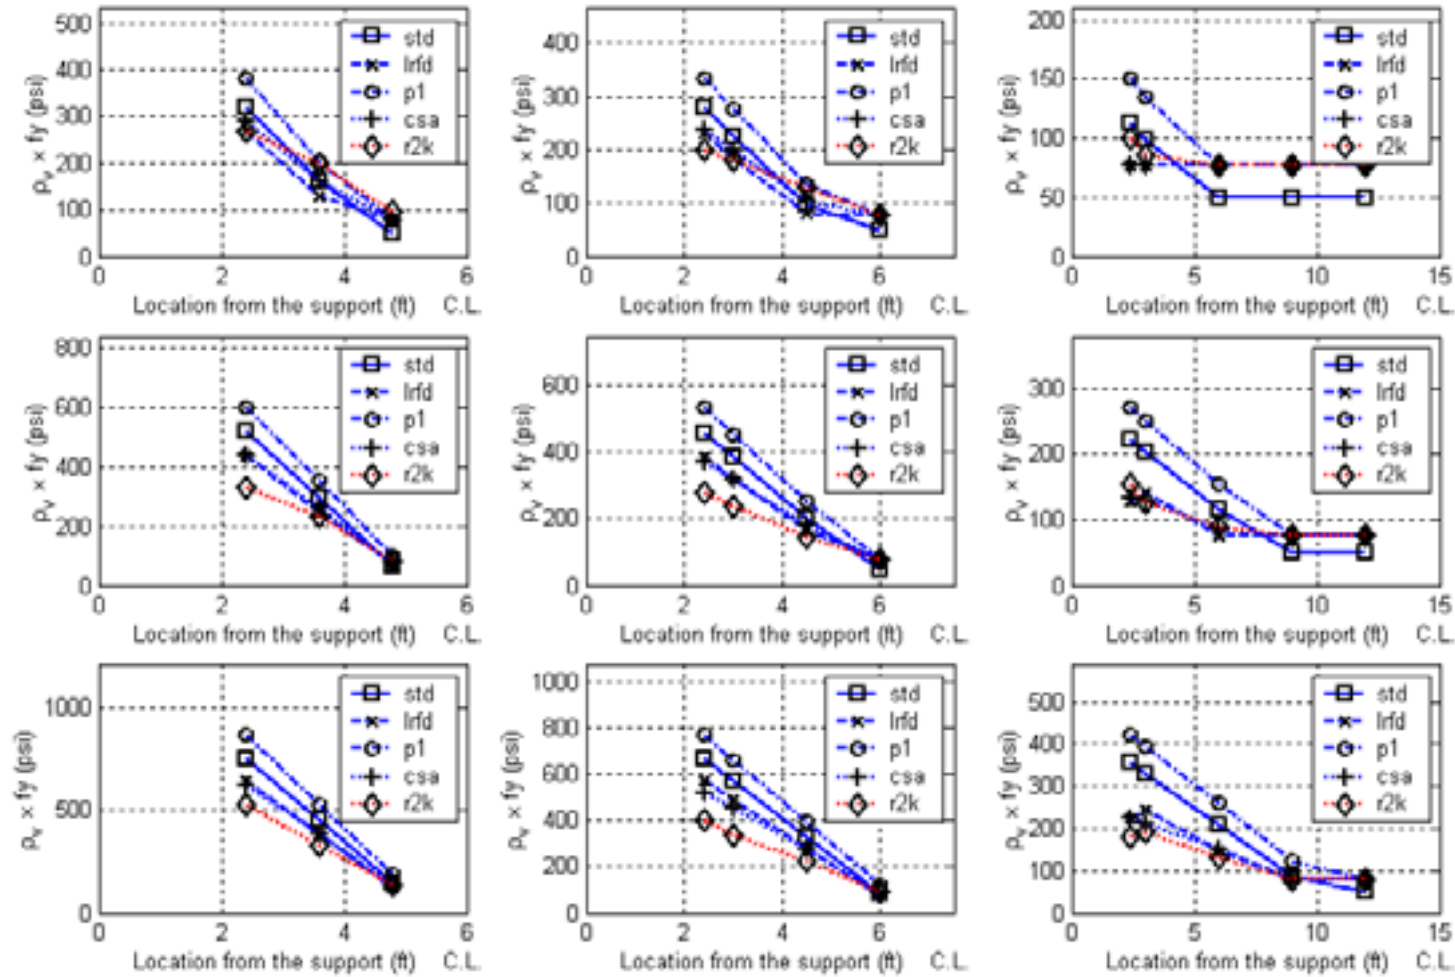 500
400
300
200
100
0
0 2 4 6
ρv × fy (psi)
Location from the support (ft) C.L.
std
lrfd
p1
csa
r2k
400
300
200
100
0
0 2 4 6
ρv × fy (psi)
Location from the support (ft) C.L.
std
lrfd
p1
csa
r2k
200
150
100
50
0
0 5 10 15
ρv × fy (psi)
Location from the support (ft) C.L.
std
lrfd
p1
csa
r2k
800
600
400
200
0
0 2 4 6
ρv × fy (psi)
Location from the support (ft) C.L.
std
lrfd
p1
csa
r2k
600
400
200
0
0 2 4 6
ρv × fy (psi)
Location from the support (ft) C.L.
std
lrfd
p1
csa
r2k
300
200
100
0
0 5 10 15
ρv × fy (psi)
Location from the support (ft) C.L.
std
lrfd
p1
csa
r2k
1000
500
0
0 2 4 6
ρv × fy (psi)
Location from the support (ft) C.L.
std
lrfd
p1
csa
r2k
1000
800
600
400
200
0
0 2 4 6
ρv × fy (psi)
Location from the support (ft) C.L.
std
lrfd
p1
csa
r2k
500
400
300
200
100
0
0 5 10 15
ρv × fy (psi)
Location from the support (ft) C.L.
std
lrfd
p1
csa
r2k